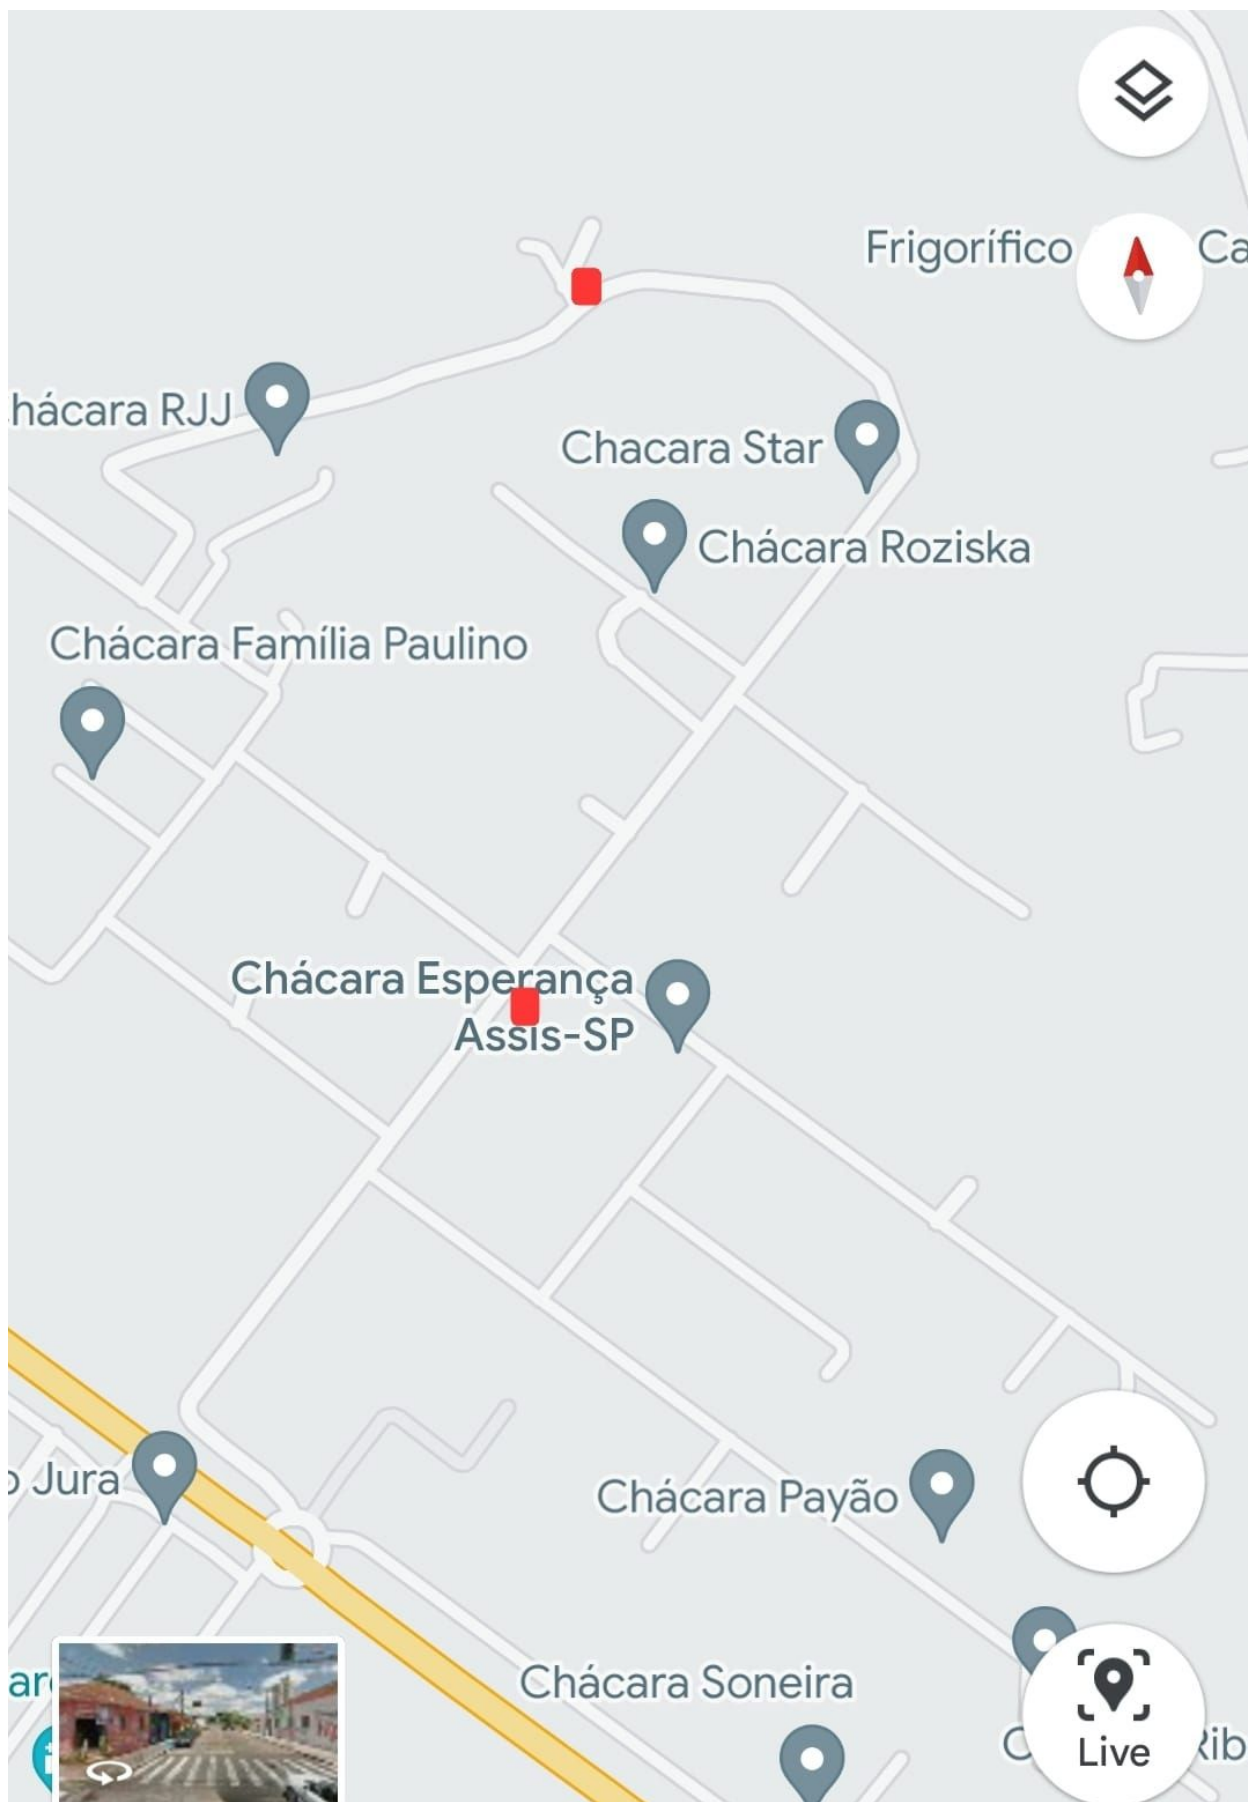 Frigorífico
Ca
hácara RJJ
Chacara Star
Chácara Roziska
Chácara Família Paulino
Chácara Esperança
Assis-SP
o Jura
Chácara Payão
Chácara Soneira
Live